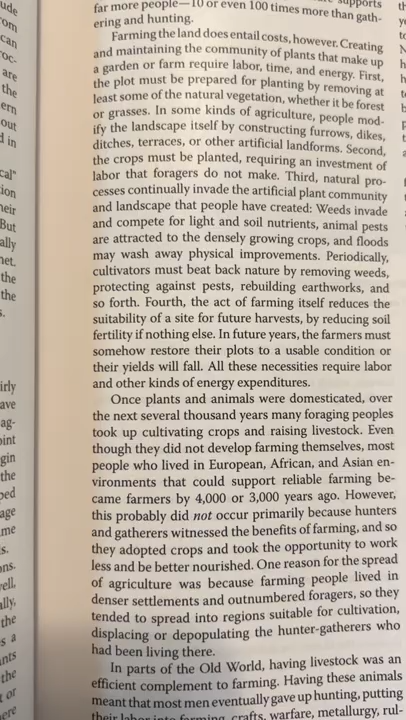 far more people—10 or even 100 times more than gath-
ering and hunting.
Farming the land does entail costs, however. Creating
and maintaining the community of plants that make up
a garden or farm require labor, time, and energy. First,
the plot must be prepared for planting by removing at
least some of the natural vegetation, whether it be forest
or grasses. In some kinds of agriculture, people mod-
ify the landscape itself by constructing furrows, dikes,
ditches, terraces, or other artificial landforms. Second,
the crops must be planted, requiring an investment of
labor that foragers do not make. Third, natural pro-
cesses continually invade the artificial plant community
and landscape that people have created: Weeds invade
and compete for light and soil nutrients, animal pests
are attracted to the densely growing crops, and floods
may wash away physical improvements. Periodically,
cultivators must beat back nature by removing weeds,
protecting against pests, rebuilding earthworks, and
so forth. Fourth, the act of farming itself reduces the
suitability of a site for future harvests, by reducing soil
fertility if nothing else. In future years, the farmers must
somehow restore their plots to a usable condition or
their yields will fall. All these necessities require labor
and other kinds of energy expenditures.
Once plants and animals were domesticated, over
the next several thousand years many foraging peoples
took up cultivating crops and raising livestock. Even
though they did not develop farming themselves, most
people who lived in European, African, and Asian en-
vironments that could support reliable farming be-
came farmers by 4,000 or 3,000 years ago. However,
this probably did not occur primarily because hunters
and gatherers witnessed the benefits of farming, and so
they adopted crops and took the opportunity to work
less and be better nourished. One reason for the spread
of agriculture was because farming people lived in
denser settlements and outnumbered foragers, so they
tended to spread into regions suitable for cultivation,
displacing or depopulating the hunter-gatherers who
had been living there.
In parts of the Old World, having livestock was an
efficient complement to farming. Having these animals
meant that most men eventually gave up hunting, putting
their labor into farming, crafts, warfare, metallurgy, rul-